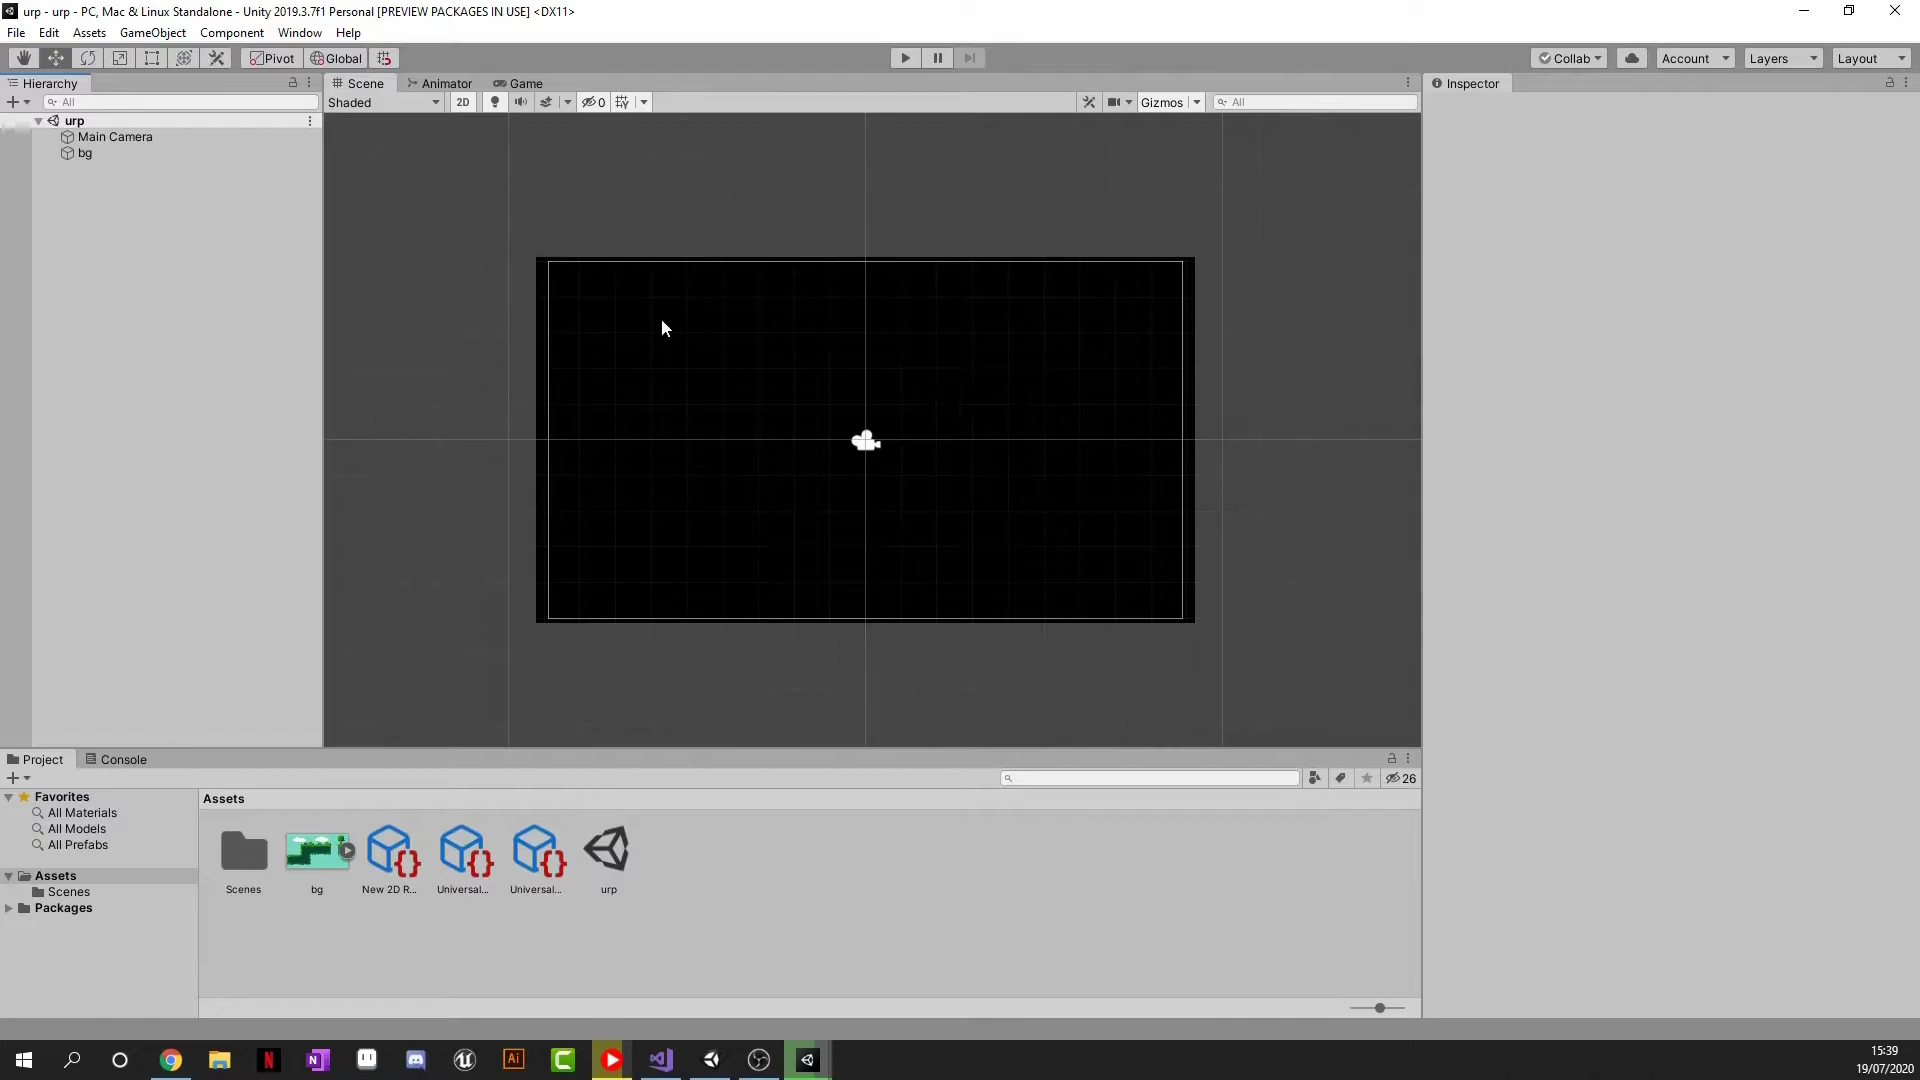 urp - urp - PC, Mac & Linux Standalone - Unity 2019.3.7f1 Personal [PREVIEW PACKAGES IN USE] <DX11>
File Edit Assets GameObject Component Window Help
Pivot Global Collab Account Layers Layout
Hierarchy Scene Animator Game Inspector
All Shaded 2D 0 Gizmos All
urp
Main Camera
bg
Project Console
26
Favorites
All Materials
All Models
All Prefabs
Assets
Scenes
Packages
Assets
Scenes bg New 2D R... Universal... Universal... urp
15:39
19/07/2020